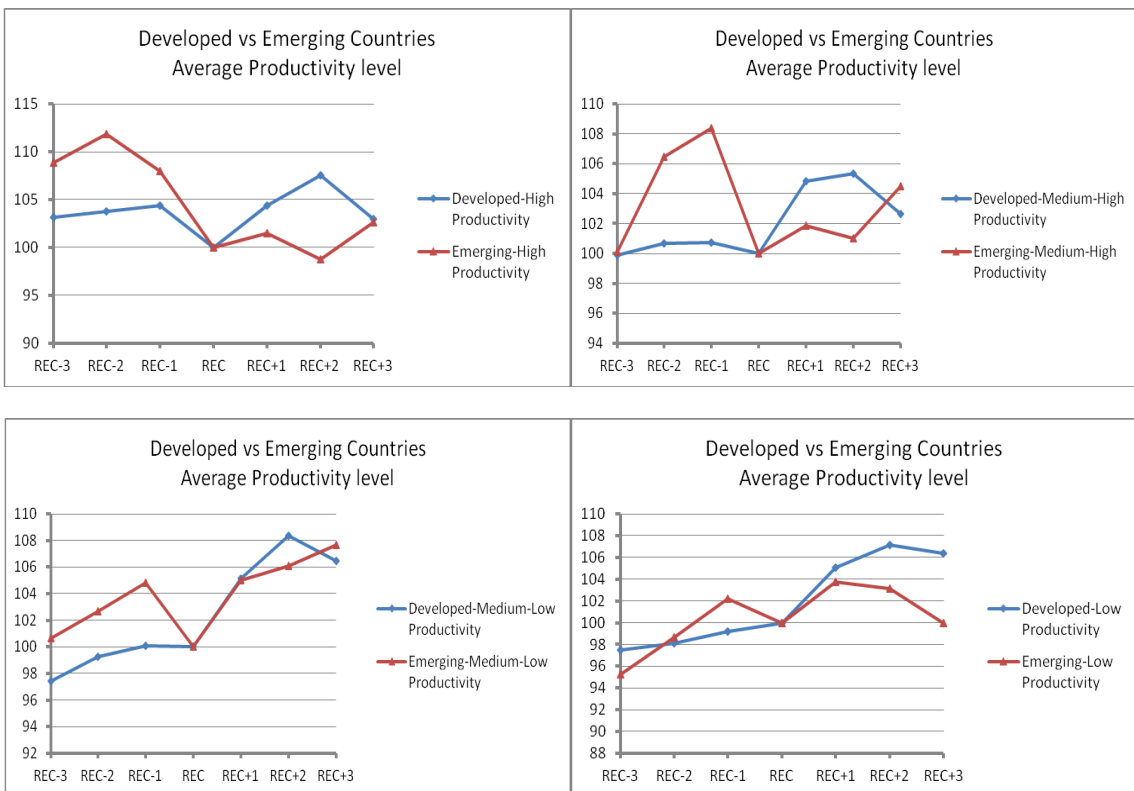 Developed vs Emerging Countries
Average Productivity level
115
110
105
100
95
90
REC-3 REC-2 REC-1 REC REC+1 REC+2 REC+3
Developed-High
Productivity
Emerging-High
Productivity
Developed vs Emerging Countries
Average Productivity level
110
108
106
104
102
100
98
96
94
REC-3 REC-2 REC-1 REC REC+1 REC+2 REC+3
Developed-Medium-High
Productivity
Emerging-Medium-High
Productivity
Developed vs Emerging Countries
Average Productivity level
110
108
106
104
102
100
98
96
94
92
REC-3 REC-2 REC-1 REC REC+1 REC+2 REC+3
Developed-Medium-Low
Productivity
Emerging-Medium-Low
Productivity
Developed vs Emerging Countries
Average Productivity level
110
108
106
104
102
100
98
96
94
92
90
88
REC-3 REC-2 REC-1 REC REC+1 REC+2 REC+3
Developed-Low
Productivity
Emerging-Low
Productivity